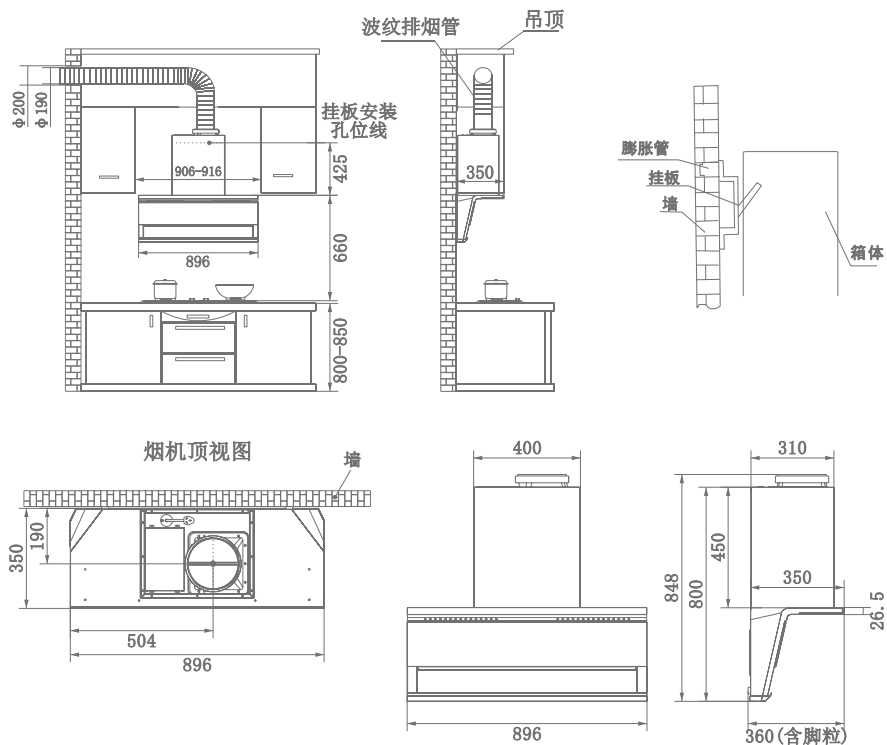 波纹排烟管
吊顶
Φ200
Φ190
挂板安装
孔位线
425
906-916
350
膨胀管
挂板
墙
箱体
896
660
800-850
烟机顶视图
墙
400
310
350
190
504
896
848
800
450
350
26.5
896
360(含脚粒)